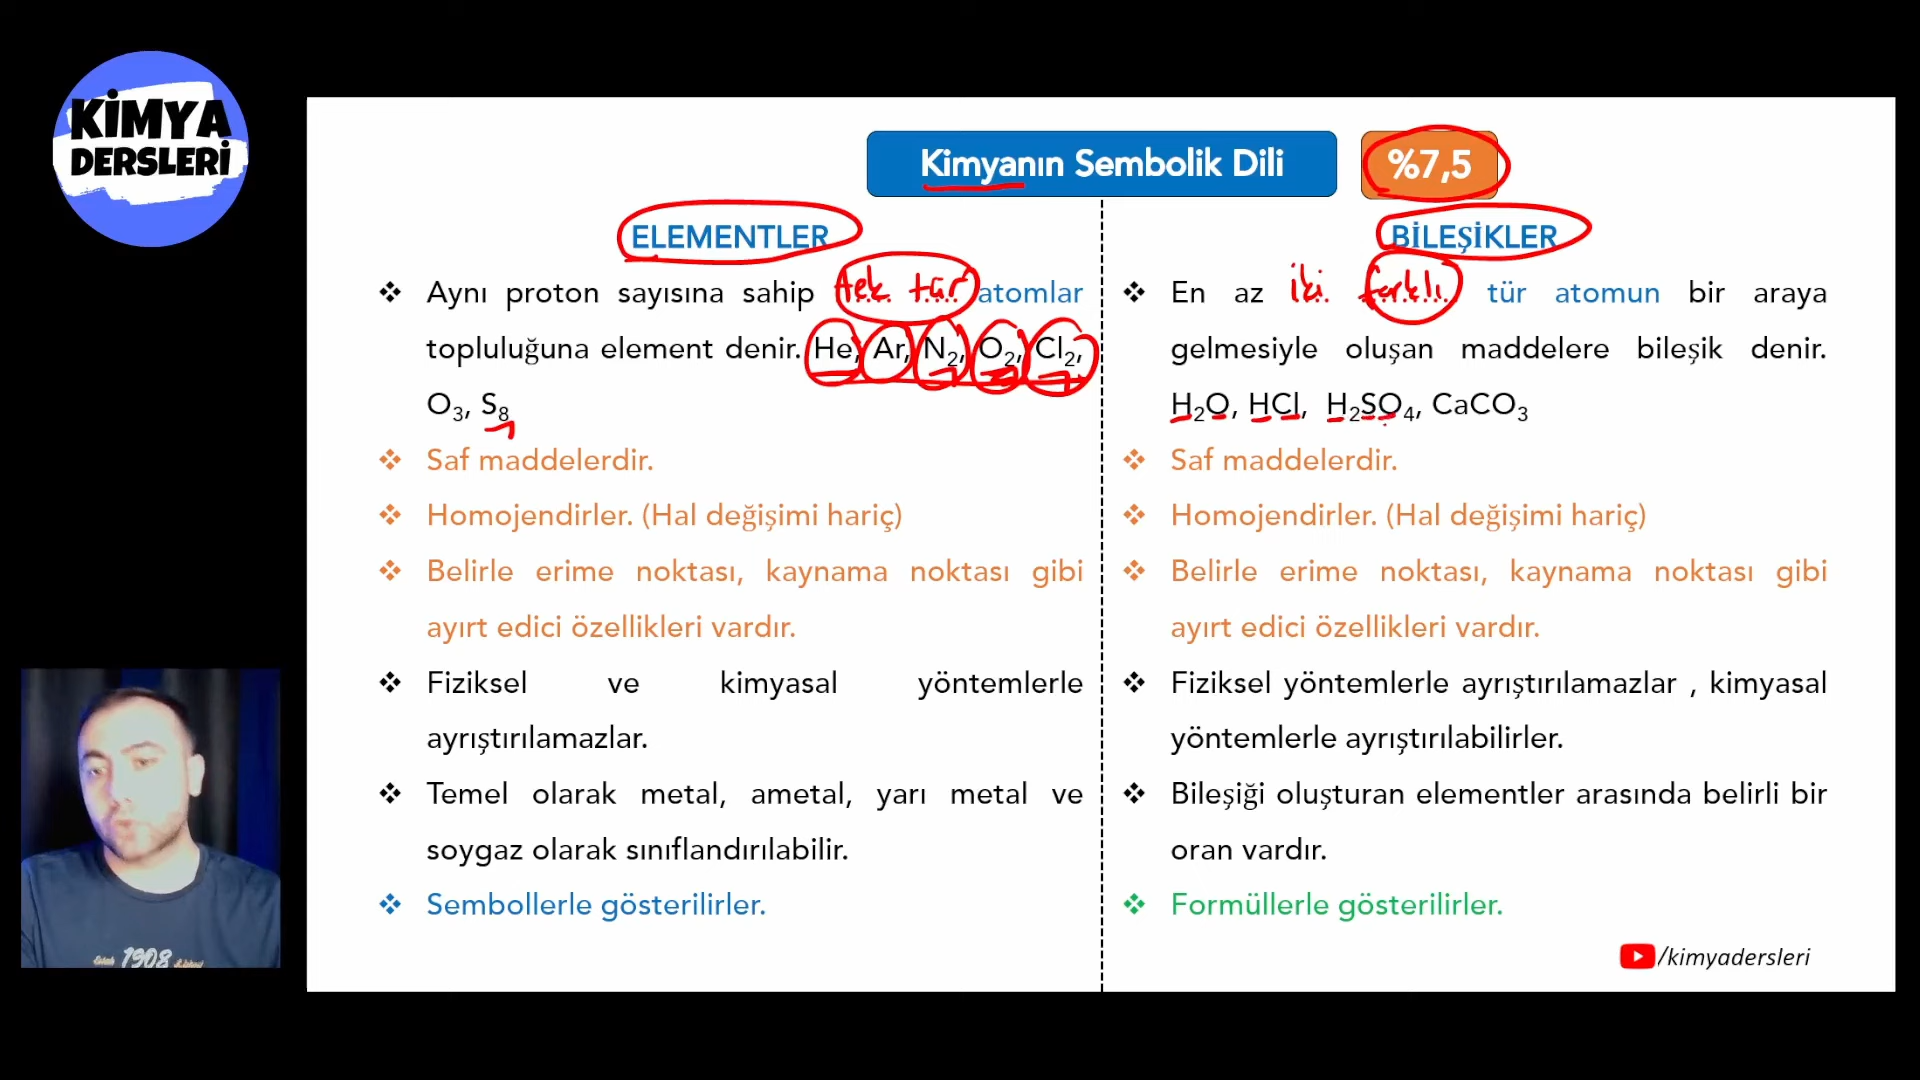 KİMYA
DERSLERİ
Kimyanın Sembolik Dili
%7,5
ELEMENTLER
❖ Aynı proton sayısına sahip tek tür atomlar
topluluğuna element denir. He, Ar, N₂, O₂, Cl₂,
O₃, S₈
❖ Saf maddelerdir.
❖ Homojendirler. (Hal değişimi hariç)
❖ Belirle erime noktası, kaynama noktası gibi
ayırt edici özellikleri vardır.
❖ Fiziksel ve kimyasal yöntemlerle
ayrıştırılamazlar.
❖ Temel olarak metal, ametal, yarı metal ve
soygaz olarak sınıflandırılabilir.
❖ Sembollerle gösterilirler.
BİLEŞİKLER
❖ En az iki farklı tür atomun bir araya
gelmesiyle oluşan maddelere bileşik denir.
H₂O, HCl, H₂SO₄, CaCO₃
❖ Saf maddelerdir.
❖ Homojendirler. (Hal değişimi hariç)
❖ Belirle erime noktası, kaynama noktası gibi
ayırt edici özellikleri vardır.
❖ Fiziksel yöntemlerle ayrıştırılamazlar , kimyasal
yöntemlerle ayrıştırılabilirler.
❖ Bileşiği oluşturan elementler arasında belirli bir
oran vardır.
❖ Formüllerle gösterilirler.
/kimyadersleri
1908